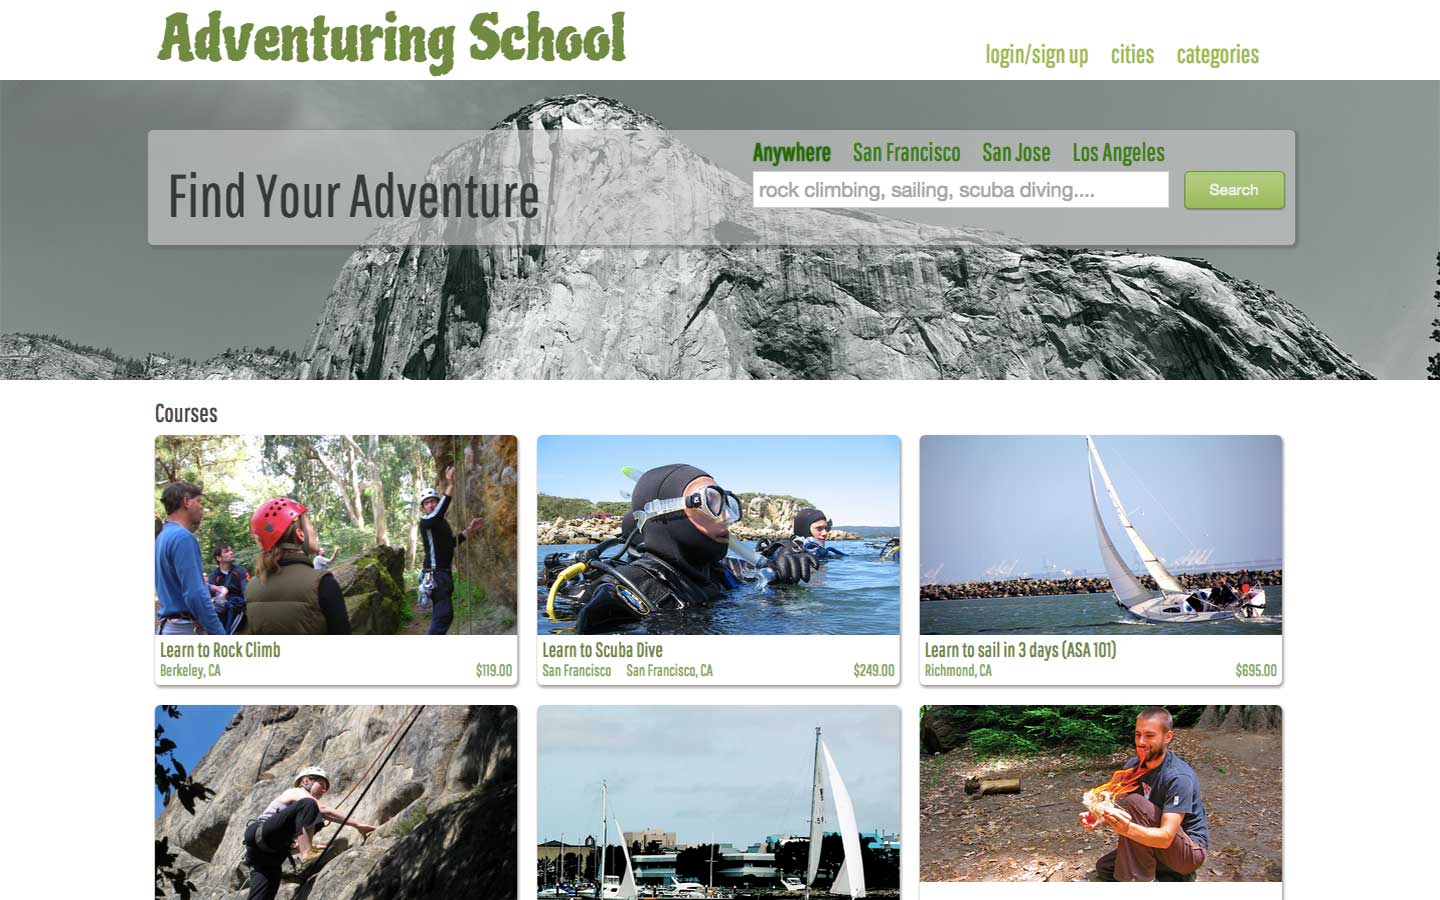 Adventuring School
login/sign up cities categories
Anywhere San Francisco San Jose Los Angeles
Find Your Adventure
rock climbing, sailing, scuba diving....
Search
Courses
Learn to Rock Climb
Berkeley, CA $119.00
Learn to Scuba Dive
San Francisco San Francisco, CA $249.00
Learn to sail in 3 days (ASA 101)
Richmond, CA $695.00